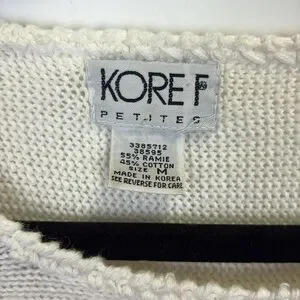 KORET
PETITES
3385712
38595
55% RAMIE
45% COTTON
SIZE M
MADE IN KOREA
SEE REVERSE FOR CARE